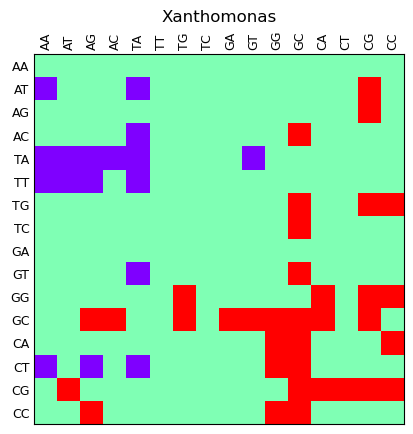 Xanthomonas
AA AT AG AC TA TT TG TC GA GT GG GC CA CT CG CC
AA
AT
AG
AC
TA
TT
TG
TC
GA
GT
GG
GC
CA
CT
CG
CC